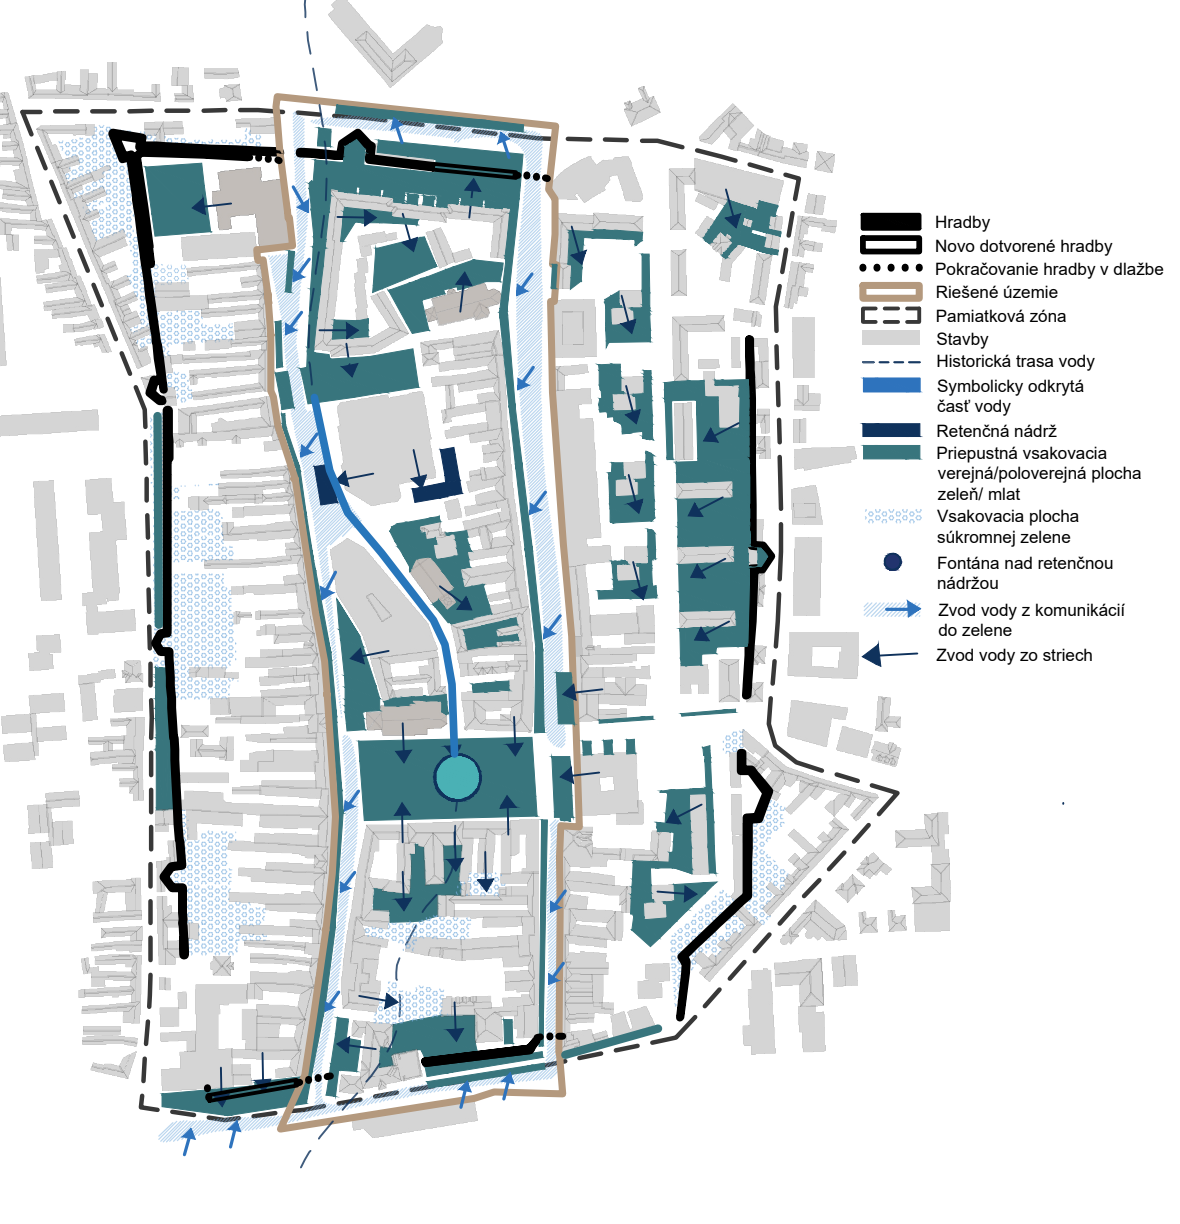 Hradby
Novo dotvorené hradby
Pokračovanie hradby v dlažbe
Riešené územie
Pamiatková zóna
Stavby
Historická trasa vody
Symbolicky odkrytá
časť vody
Retenčná nádrž
Priepustná vsakovacia
verejná/poloverejná plocha
zeleň/ mlat
Vsakovacia plocha
súkromnej zelene
Fontána nad retenčnou
nádržou
Zvod vody z komunikácií
do zelene
Zvod vody zo striech